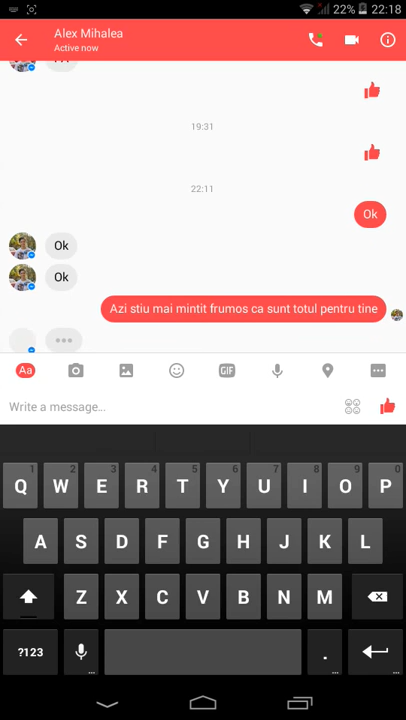 22% 22:18
Alex Mihalea
Active now
19:31
22:11
Ok
Ok
Ok
Azi stiu mai mintit frumos ca sunt totul pentru tine
Aa GIF
Write a message...
1 2 3 4 5 6 7 8 9 0
Q W E R T Y U I O P
A S D F G H J K L
Z X C V B N M
?123 ... . ... ...